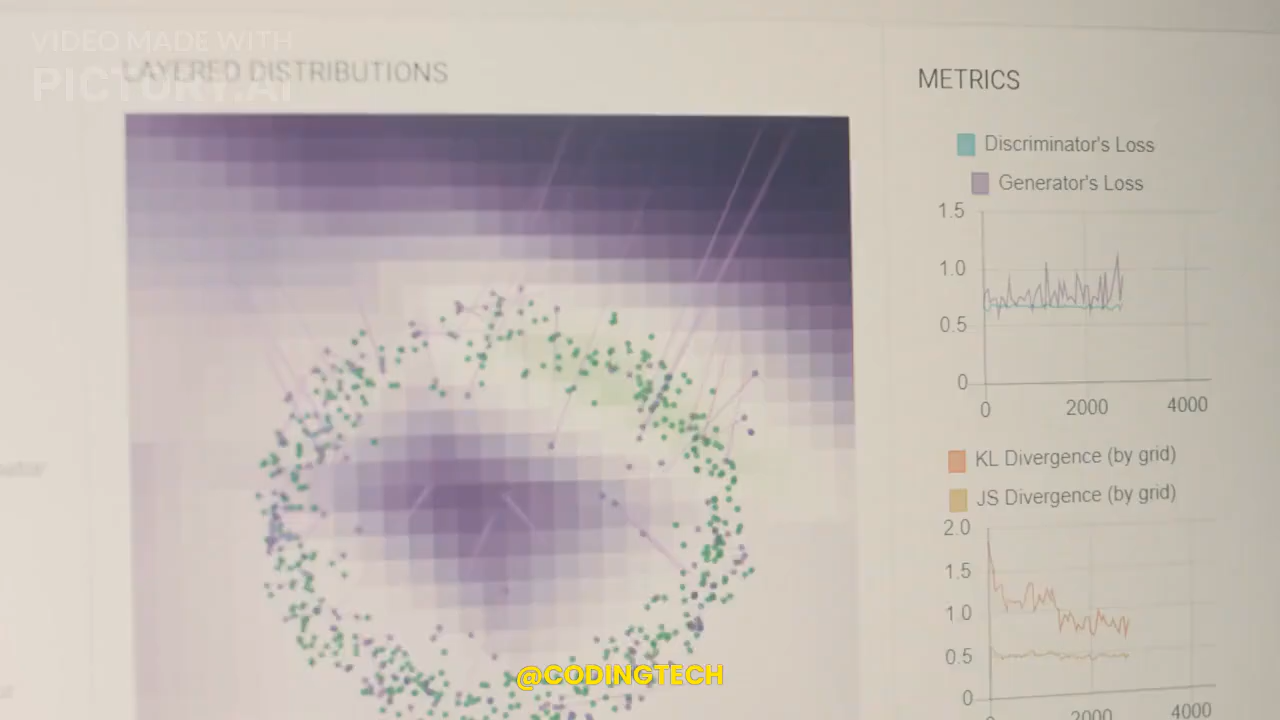 VIDEO MADE WITH
PICTORY.AI
LAYERED DISTRIBUTIONS
METRICS
Discriminator's Loss
Generator's Loss
1.5
1.0
0.5
0
0
2000
4000
KL Divergence (by grid)
JS Divergence (by grid)
2.0
1.5
1.0
0.5
0
2000
4000
@CODINGTECH